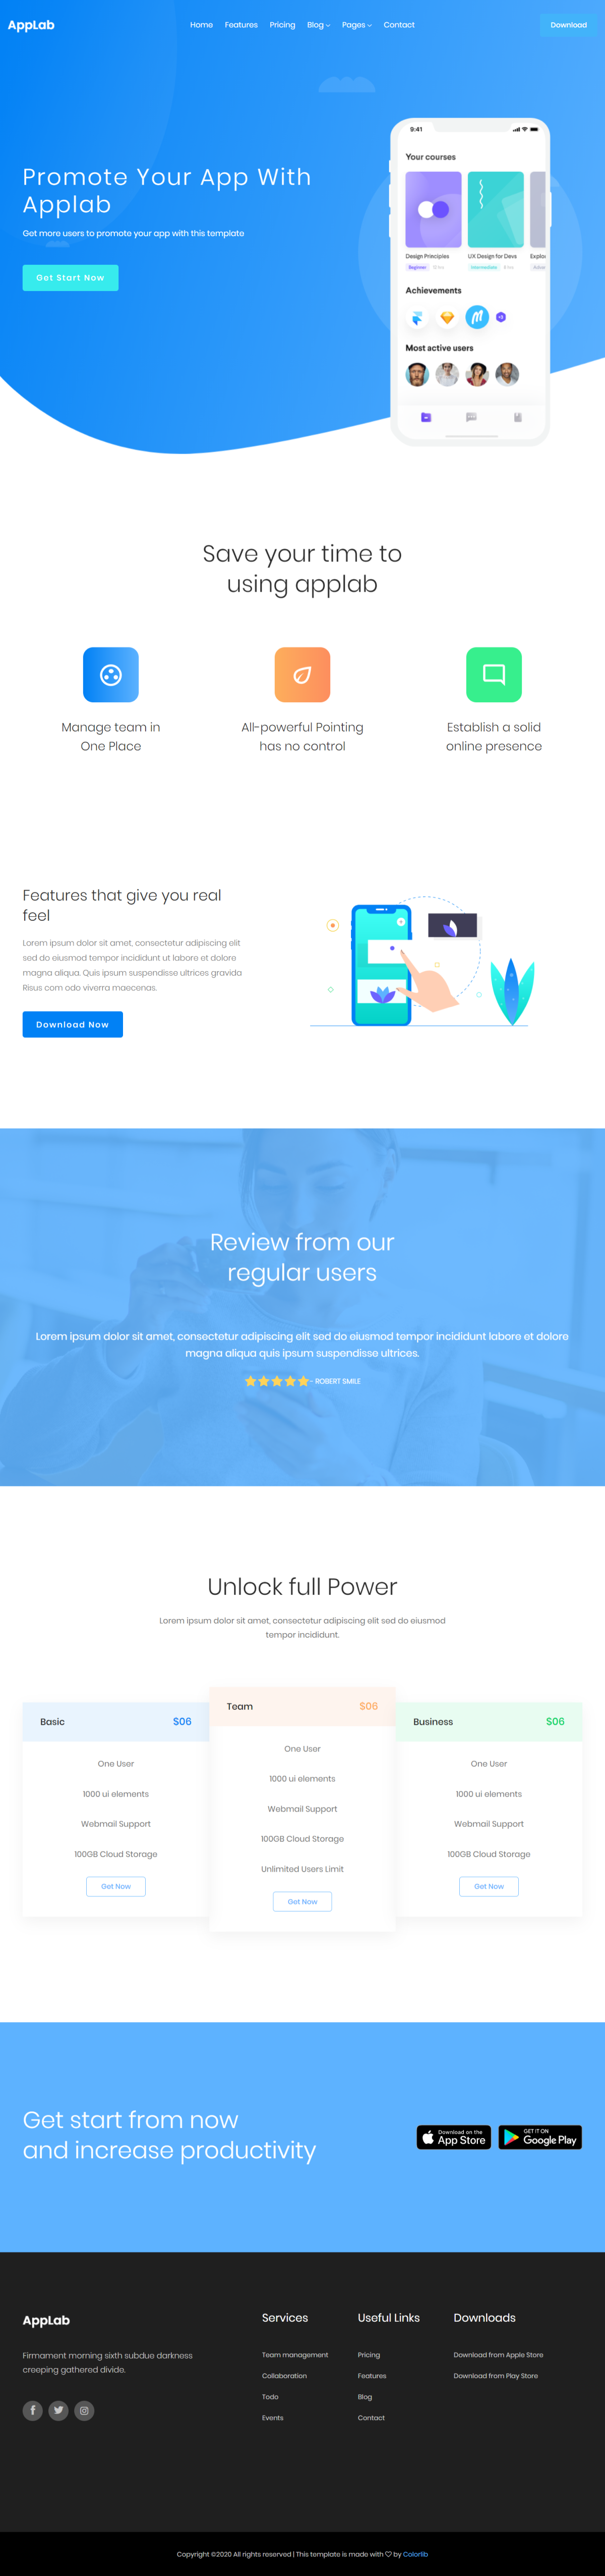 AppLab
Home Features Pricing Blog Pages Contact
Download
Promote Your App With
Applab
Get more users to promote your app with this template
Get Start Now
9:41
Your courses
Design Principles
UX Design for Devs
Explor
Beginner
Intermediate
Achievements
+3
Most active users
Save your time to
using applab
Manage team in
One Place
All-powerful Pointing
has no control
Establish a solid
online presence
Features that give you real
feel
Lorem ipsum dolor sit amet, consectetur adipiscing elit
sed do eiusmod tempor incididunt ut labore et dolore
magna aliqua. Quis ipsum suspendisse ultrices gravida
Risus com odo viverra maecenas.
Download Now
Review from our
regular users
Lorem ipsum dolor sit amet, consectetur adipiscing elit sed do eiusmod tempor incididunt labore et dolore
magna aliqua quis ipsum suspendisse ultrices.
- ROBERT SMILE
Unlock full Power
Lorem ipsum dolor sit amet, consectetur adipiscing elit sed do eiusmod
tempor incididunt.
Basic $06
One User
1000 ui elements
Webmail Support
100GB Cloud Storage
Get Now
Team $06
One User
1000 ui elements
Webmail Support
100GB Cloud Storage
Unlimited Users Limit
Get Now
Business $06
One User
1000 ui elements
Webmail Support
100GB Cloud Storage
Get Now
Get start from now
and increase productivity
Download on the
App Store
GET IT ON
Google Play
AppLab
Firmament morning sixth subdue darkness
creeping gathered divide.
Services
Team management
Collaboration
Todo
Events
Useful Links
Pricing
Features
Blog
Contact
Downloads
Download from Apple Store
Download from Play Store
Copyright ©2020 All rights reserved | This template is made with ♡ by Colorlib